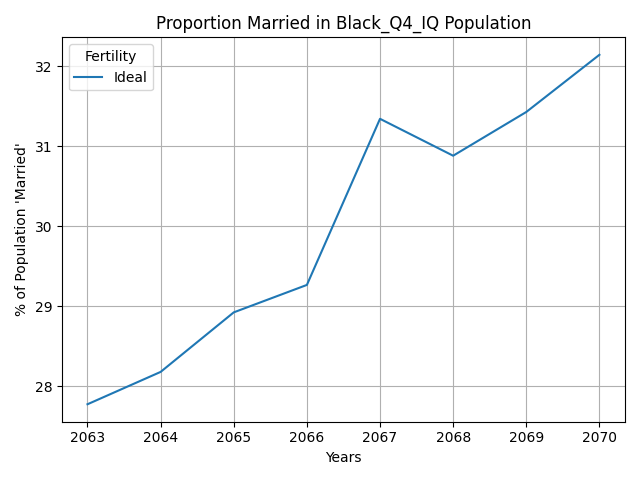 Proportion Married in Black_Q4_IQ Population
Fertility
Ideal
% of Population 'Married'
32
31
30
29
28
2063 2064 2065 2066 2067 2068 2069 2070
Years